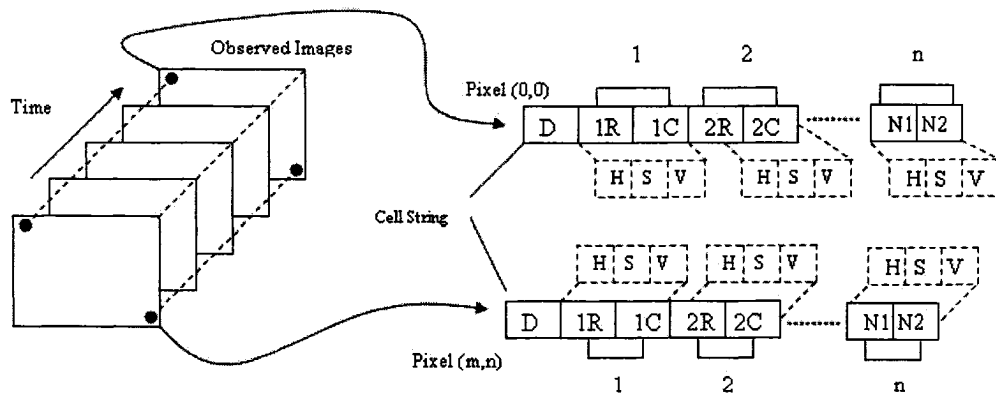 Observed Images
Time
1 2 n
Pixel (0,0)
D 1R 1C 2R 2C N1 N2
H S V H S V H S V
Cell String
H S V H S V H S V
D 1R 1C 2R 2C N1 N2
Pixel (m,n)
1 2 n